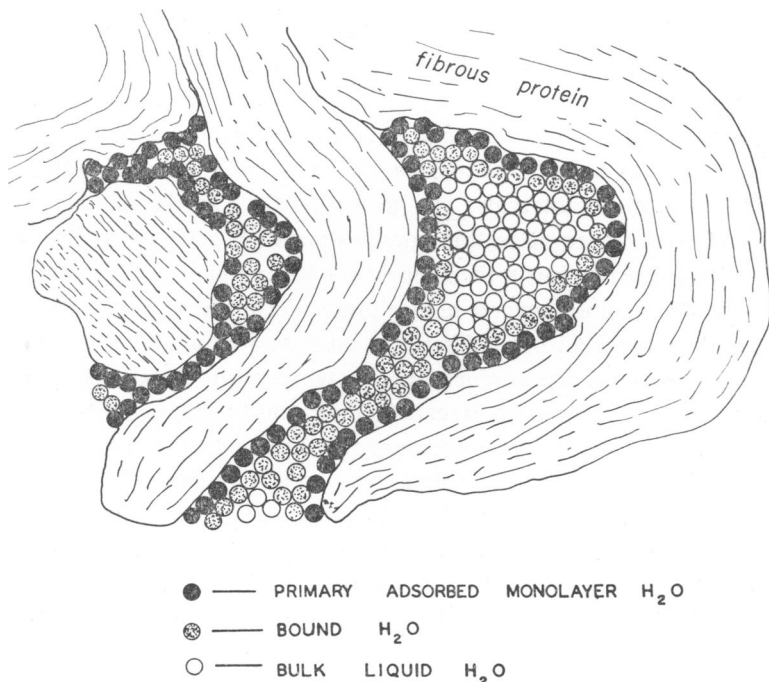 fibrous protein
PRIMARY ADSORBED MONOLAYER H₂O
BOUND H₂O
BULK LIQUID H₂O